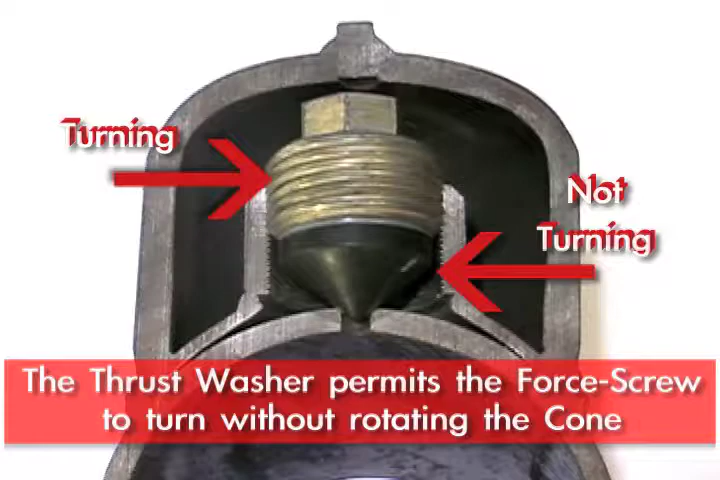 Turning
Not
Turning
The Thrust Washer permits the Force-Screw
to turn without rotating the Cone